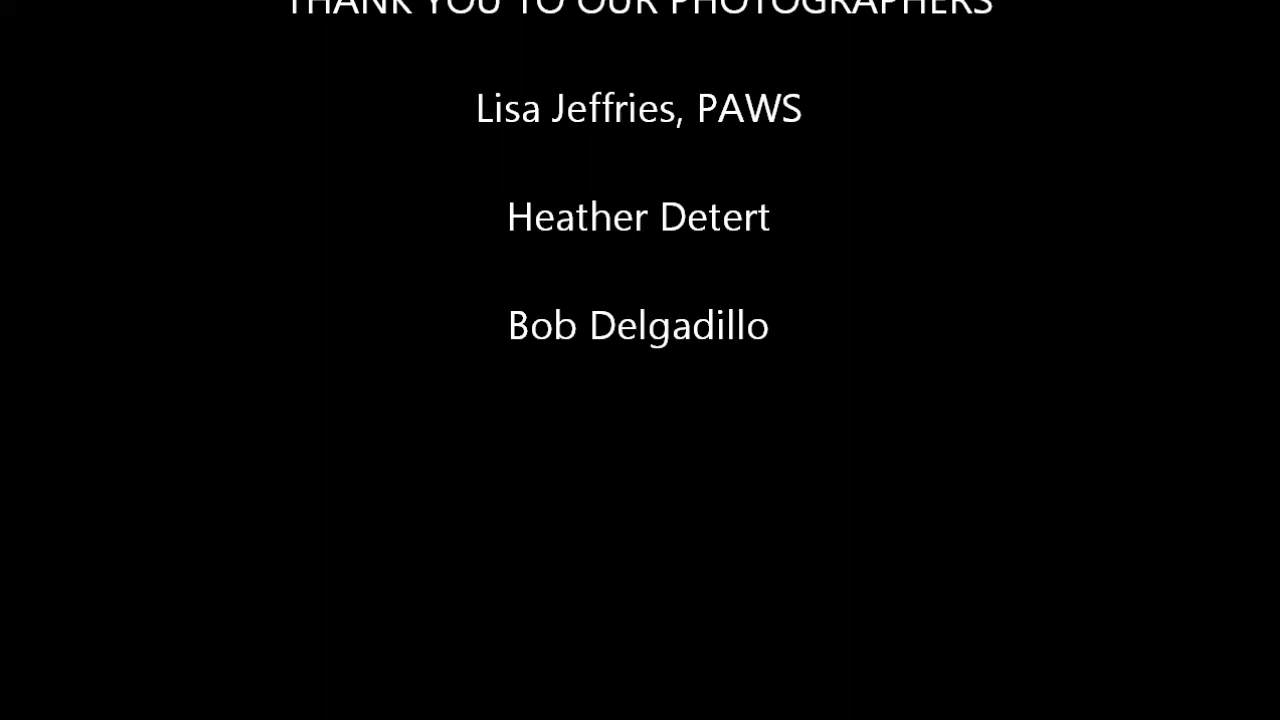 THANK YOU TO OUR PHOTOGRAPHERS
Lisa Jeffries, PAWS
Heather Detert
Bob Delgadillo